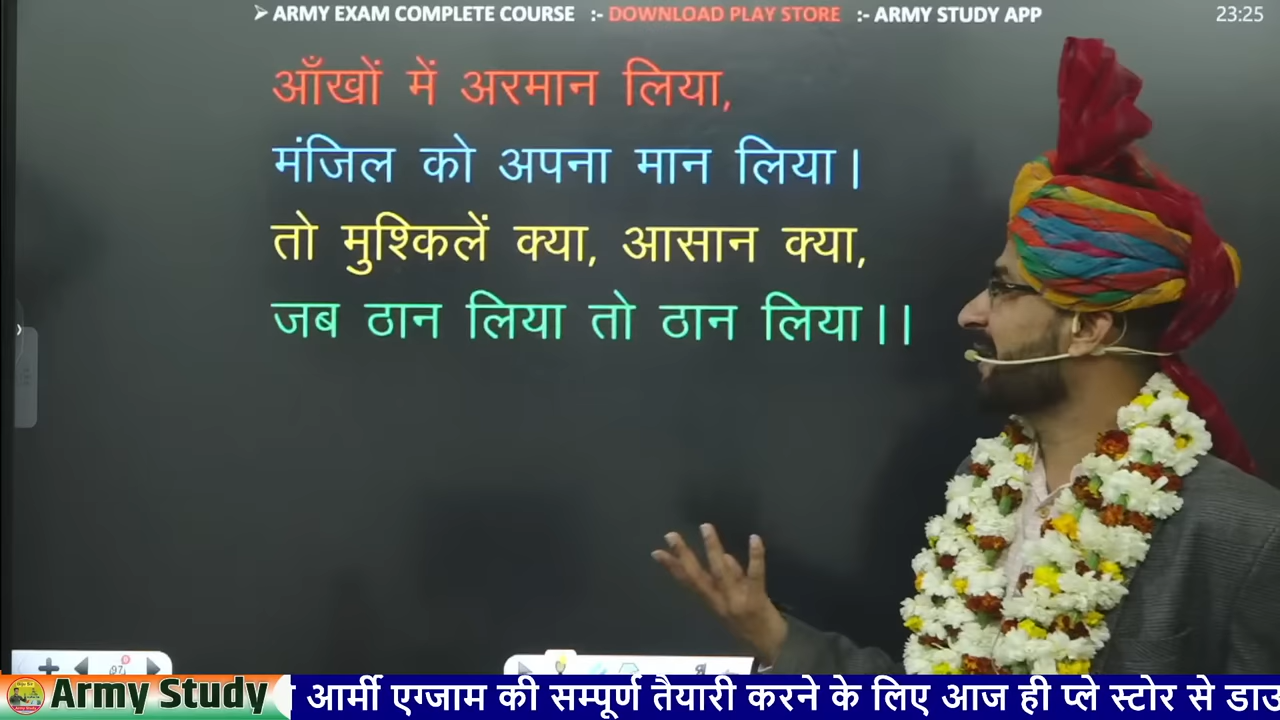 ➢ ARMY EXAM COMPLETE COURSE :- DOWNLOAD PLAY STORE :- ARMY STUDY APP
23:25
आँखों में अरमान लिया,
मंजिल को अपना मान लिया।
तो मुश्किलें क्या, आसान क्या,
जब ठान लिया तो ठान लिया।।
97
Army Study
आर्मी एग्जाम की सम्पूर्ण तैयारी करने के लिए आज ही प्ले स्टोर से